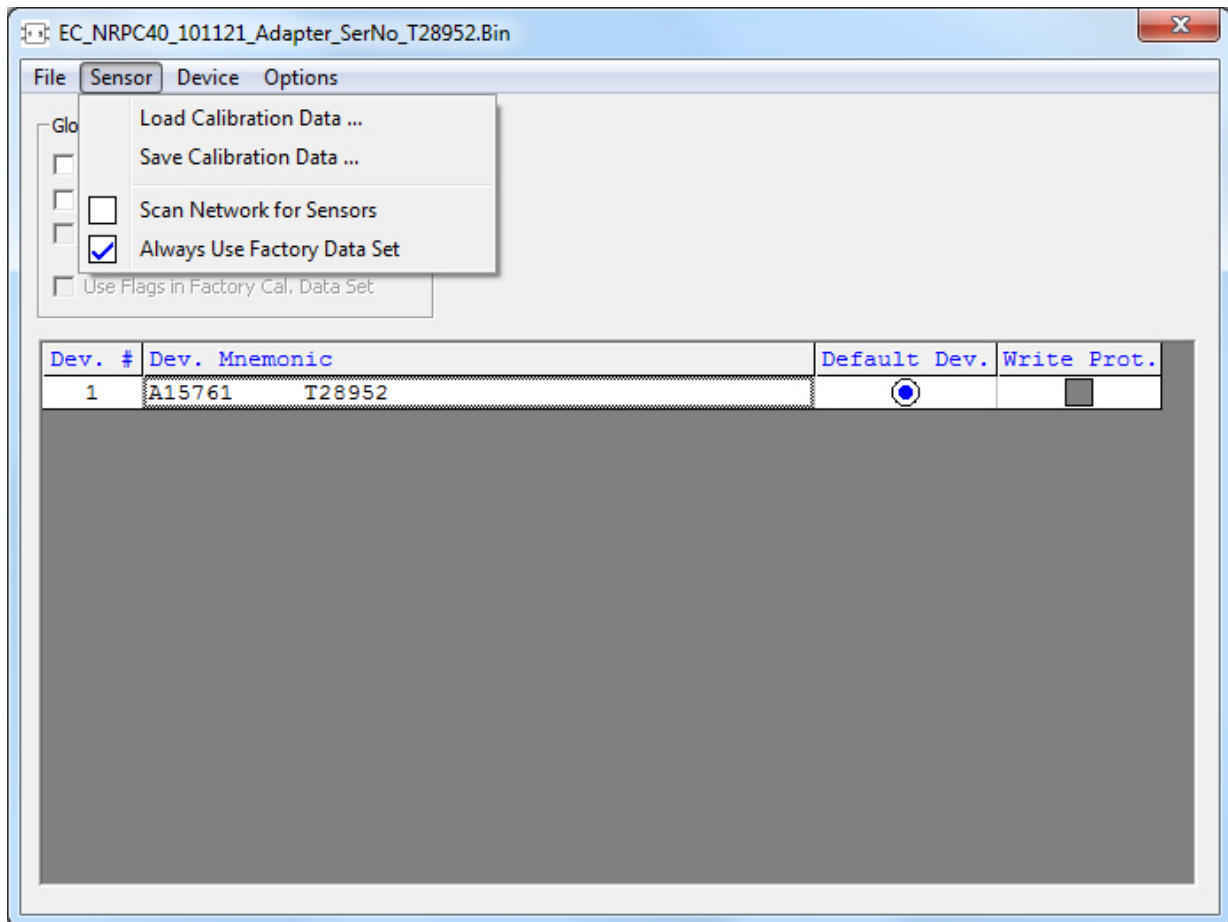 EC_NRPC40_101121_Adapter_SerNo_T28952.Bin
X
File Sensor Device Options
Glo
Load Calibration Data ...
Save Calibration Data ...
Scan Network for Sensors
Always Use Factory Data Set
Use Flags in Factory Cal. Data Set
Dev. # Dev. Mnemonic Default Dev. Write Prot.
1 A15761 T28952